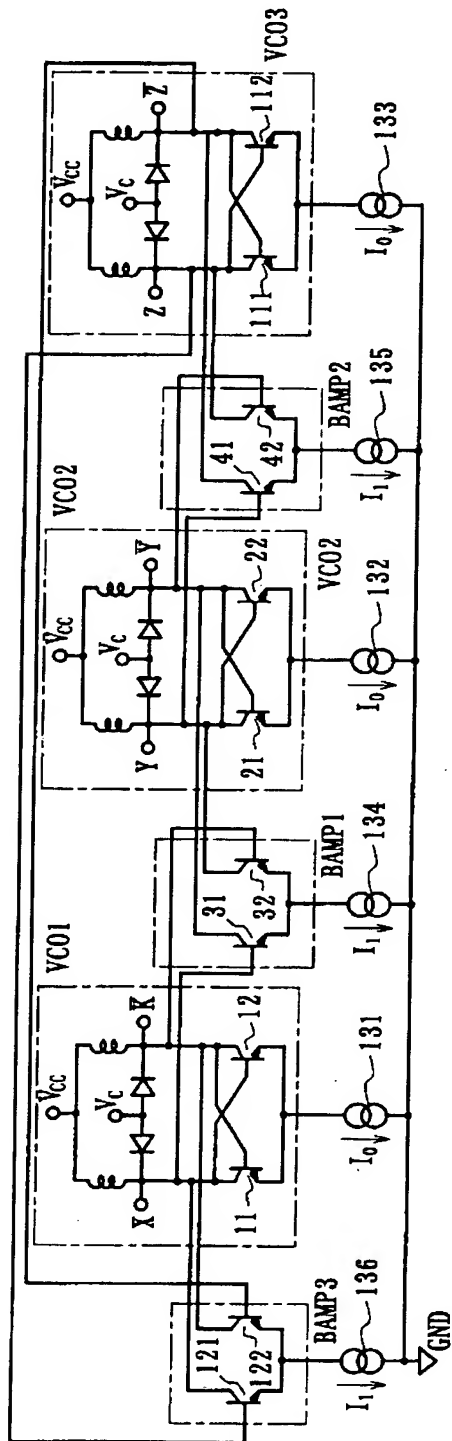 VCO1
VCC
VC
X
K
11
12
131
I0
BAMP3
121
122
136
I1
GND
BAMP1
31
32
134
I1
VCO2
VCC
VC
Y
Y̅
21
22
VCO2
132
I0
BAMP2
41
42
135
I1
VCO3
VCC
VC
Z
Z̅
111
112
133
I0